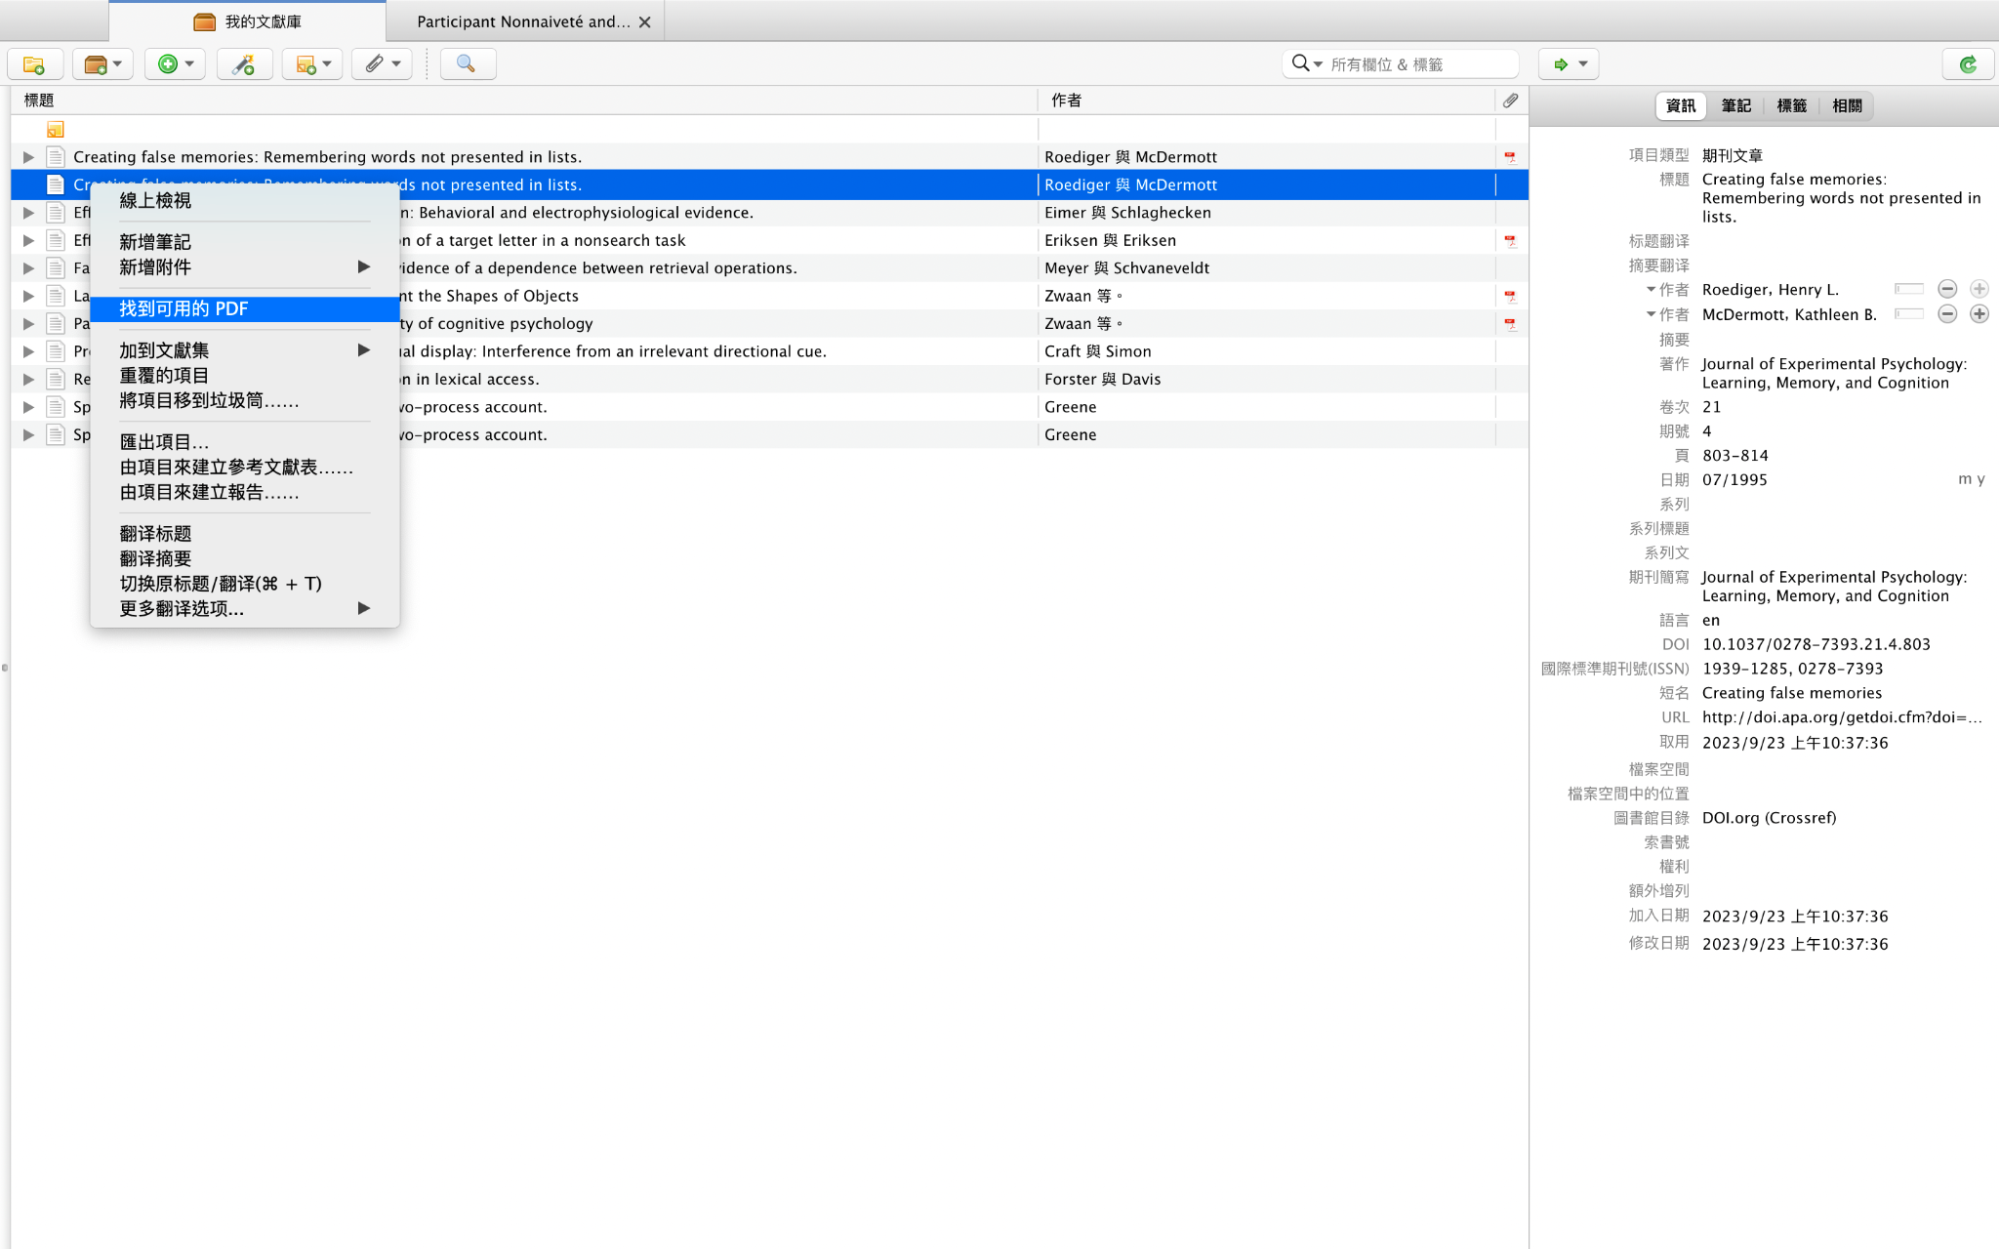 我的文獻庫
Participant Nonnaiveté and...
所有欄位 & 標籤
標題
作者
Creating false memories: Remembering words not presented in lists.
Roediger 與 McDermott
words not presented in lists.
Roediger 與 McDermott
: Behavioral and electrophysiological evidence.
Eimer 與 Schlaghecken
Eff
n of a target letter in a nonsearch task
Eriksen 與 Eriksen
Fa
idence of a dependence between retrieval operations.
Meyer 與 Schvaneveldt
La
nt the Shapes of Objects
Zwaan 等。
Pa
ty of cognitive psychology
Zwaan 等。
Pr
al display: Interference from an irrelevant directional cue.
Craft 與 Simon
Re
n in lexical access.
Forster 與 Davis
Sp
wo-process account.
Greene
Sp
wo-process account.
Greene
線上檢視
新增筆記
新增附件
找到可用的 PDF
加到文獻集
重覆的項目
將項目移到垃圾筒……
匯出項目…
由項目來建立參考文獻表……
由項目來建立報告……
翻译标题
翻译摘要
切换原标题/翻译(⌘ + T)
更多翻译选项...
資訊
筆記
標籤
相關
項目類型 期刊文章
標題 Creating false memories:
Remembering words not presented in
lists.
标题翻译
摘要翻译
作者 Roediger, Henry L.
作者 McDermott, Kathleen B.
摘要
著作 Journal of Experimental Psychology:
Learning, Memory, and Cognition
卷次 21
期號 4
頁 803-814
日期 07/1995 m y
系列
系列標題
系列文
期刊簡寫 Journal of Experimental Psychology:
Learning, Memory, and Cognition
語言 en
DOI 10.1037/0278-7393.21.4.803
國際標準期刊號(ISSN) 1939-1285, 0278-7393
短名 Creating false memories
URL http://doi.apa.org/getdoi.cfm?doi=...
取用 2023/9/23 上午10:37:36
檔案空間
檔案空間中的位置
圖書館目錄 DOI.org (Crossref)
索書號
權利
額外增列
加入日期 2023/9/23 上午10:37:36
修改日期 2023/9/23 上午10:37:36